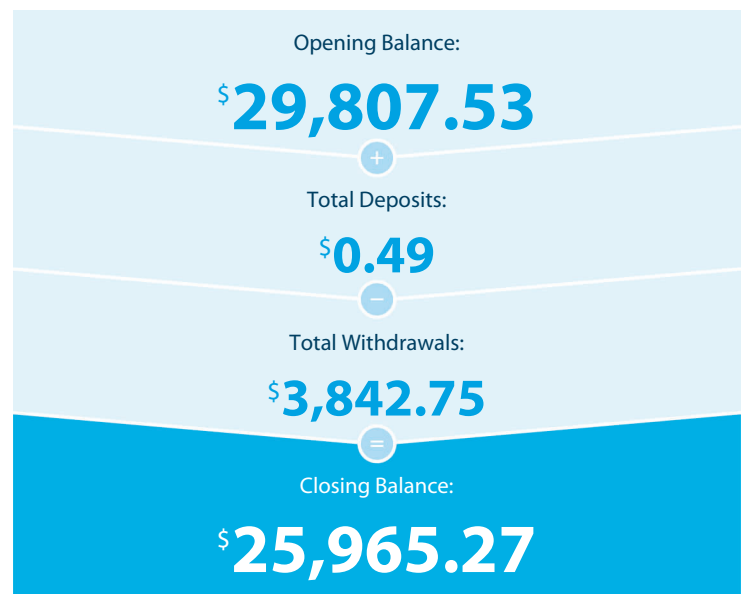 Opening Balance:
$29,807.53
+
Total Deposits:
$0.49
−
Total Withdrawals:
$3,842.75
=
Closing Balance:
$25,965.27